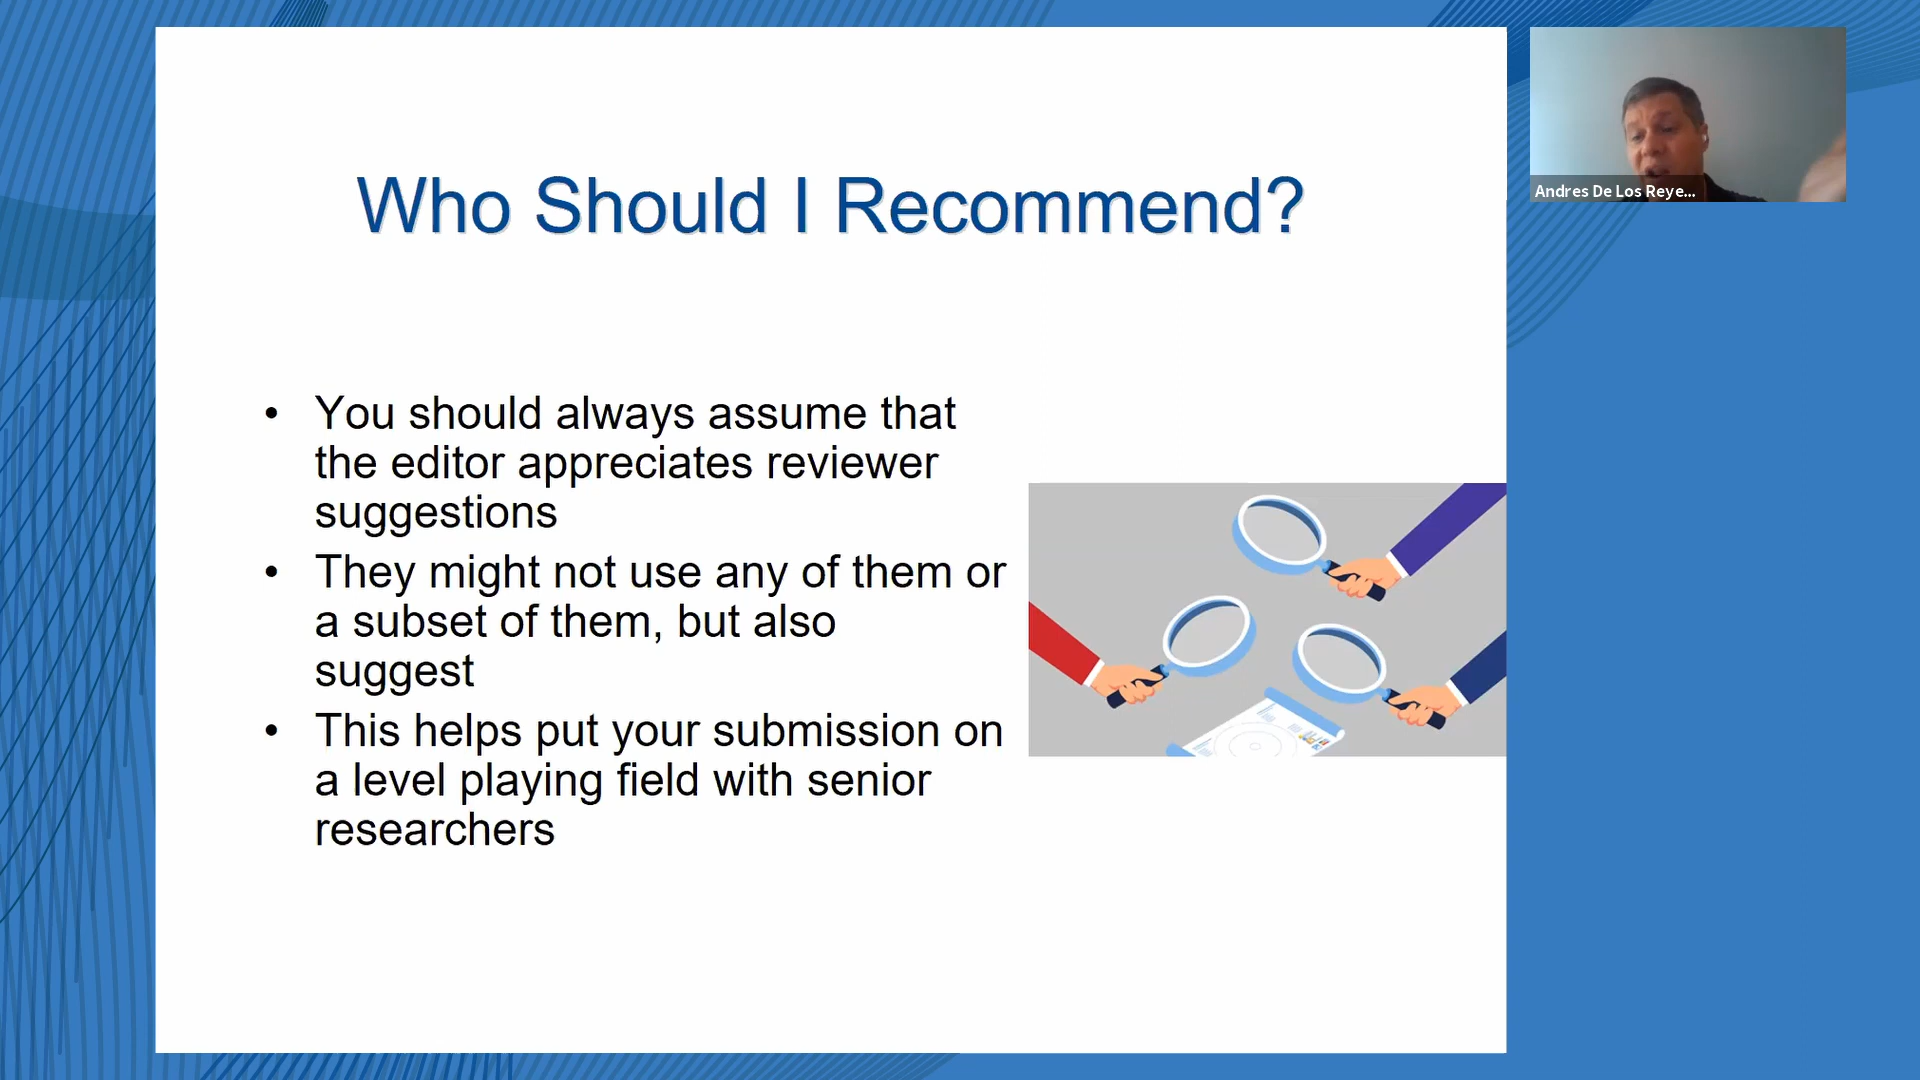 Who Should I Recommend?
• You should always assume that
the editor appreciates reviewer
suggestions
• They might not use any of them or
a subset of them, but also
suggest
• This helps put your submission on
a level playing field with senior
researchers
Andres De Los Reye...